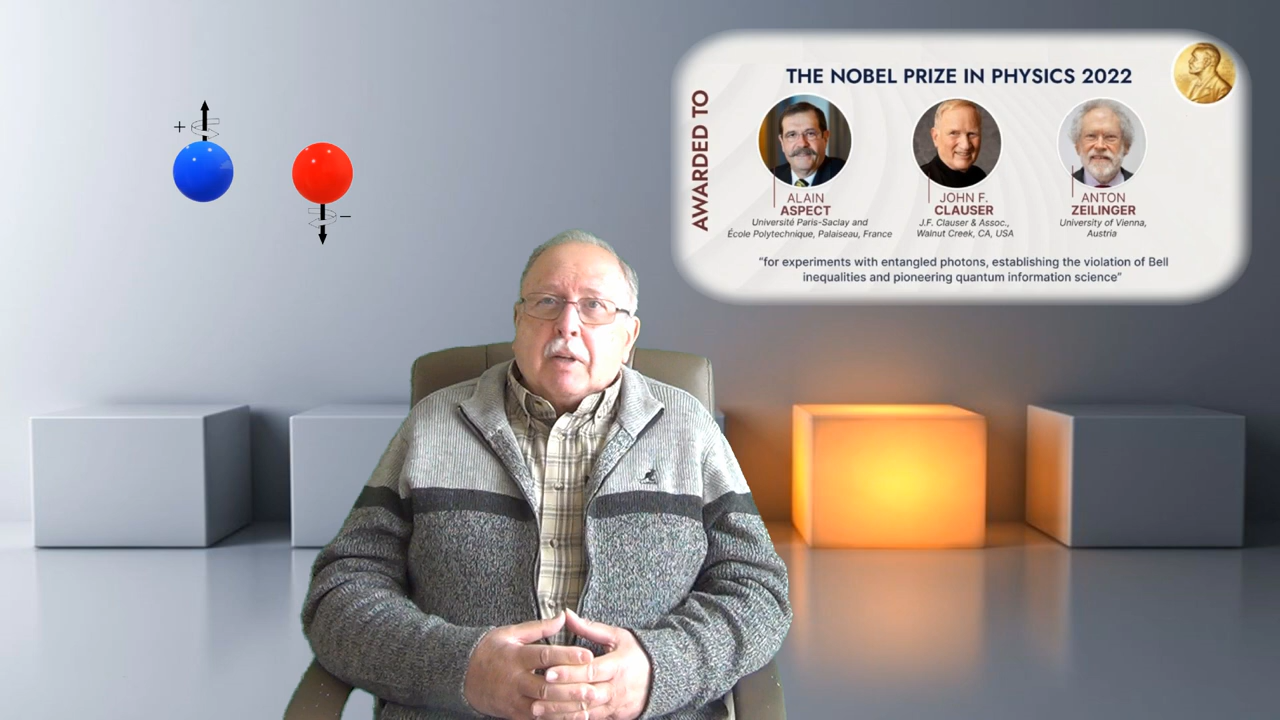 +
–
THE NOBEL PRIZE IN PHYSICS 2022
AWARDED TO
ALAIN
ASPECT
Université Paris-Saclay and
École Polytechnique, Palaiseau, France
JOHN F.
CLAUSER
J.F. Clauser & Assoc.,
Walnut Creek, CA, USA
ANTON
ZEILINGER
University of Vienna,
Austria
“for experiments with entangled photons, establishing the violation of Bell
inequalities and pioneering quantum information science”